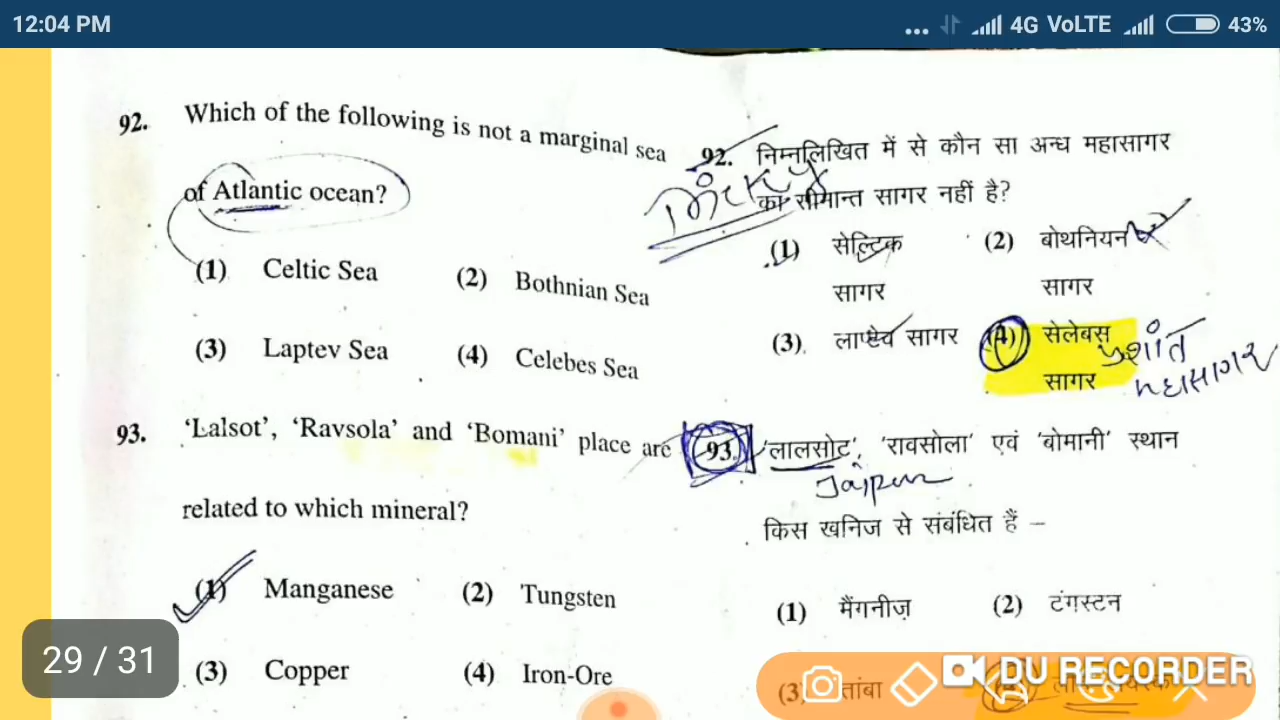 12:04 PM
... 4G VoLTE 43%
92. Which of the following is not a marginal sea
of Atlantic ocean?
(1) Celtic Sea (2) Bothnian Sea
(3) Laptev Sea (4) Celebes Sea
93. 'Lalsot', 'Ravsola' and 'Bomani' place are
related to which mineral?
(1) Manganese (2) Tungsten
(3) Copper (4) Iron-Ore
92. निम्नलिखित में से कौन सा अन्ध महासागर
का सीमान्त सागर नहीं है?
(1) सेल्टिक (2) बोथनियन
सागर सागर
(3). लाप्टेव सागर (4) सेलेबस
प्रशांत
सागर महासागर
93. 'लालसोट', 'रावसोला' एवं 'बोमानी' स्थान
Jaipur
किस खनिज से संबंधित हैं –
(1) मैंगनीज़ (2) टंगस्टन
(3) तांबा
29 / 31
DU RECORDER